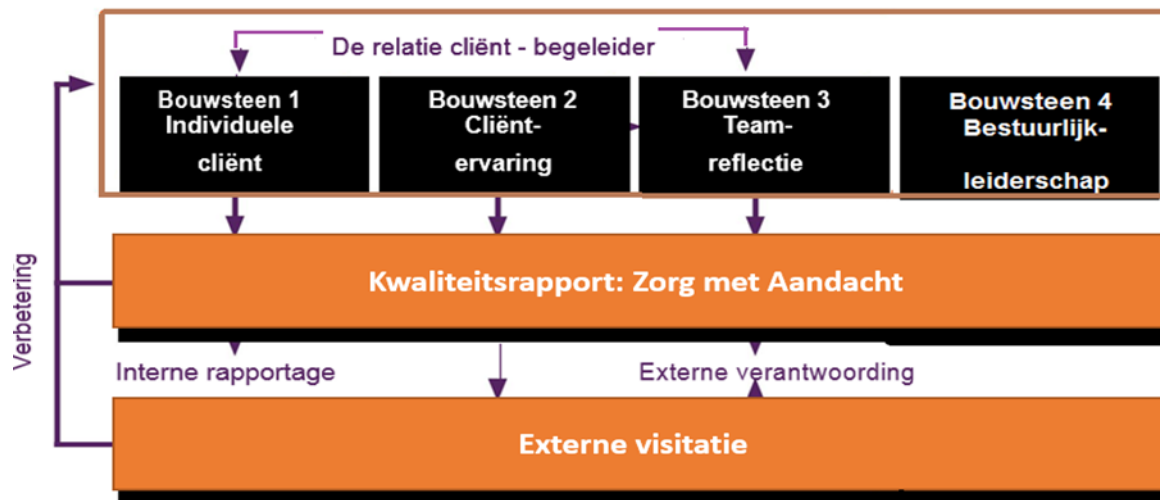 De relatie cliënt - begeleider
Bouwsteen 1
Individuele
cliënt
Bouwsteen 2
Cliënt-
ervaring
Bouwsteen 3
Team-
reflectie
Bouwsteen 4
Bestuurlijk-
leiderschap
Verbetering
Kwaliteitsrapport: Zorg met Aandacht
Interne rapportage
Externe verantwoording
Externe visitatie